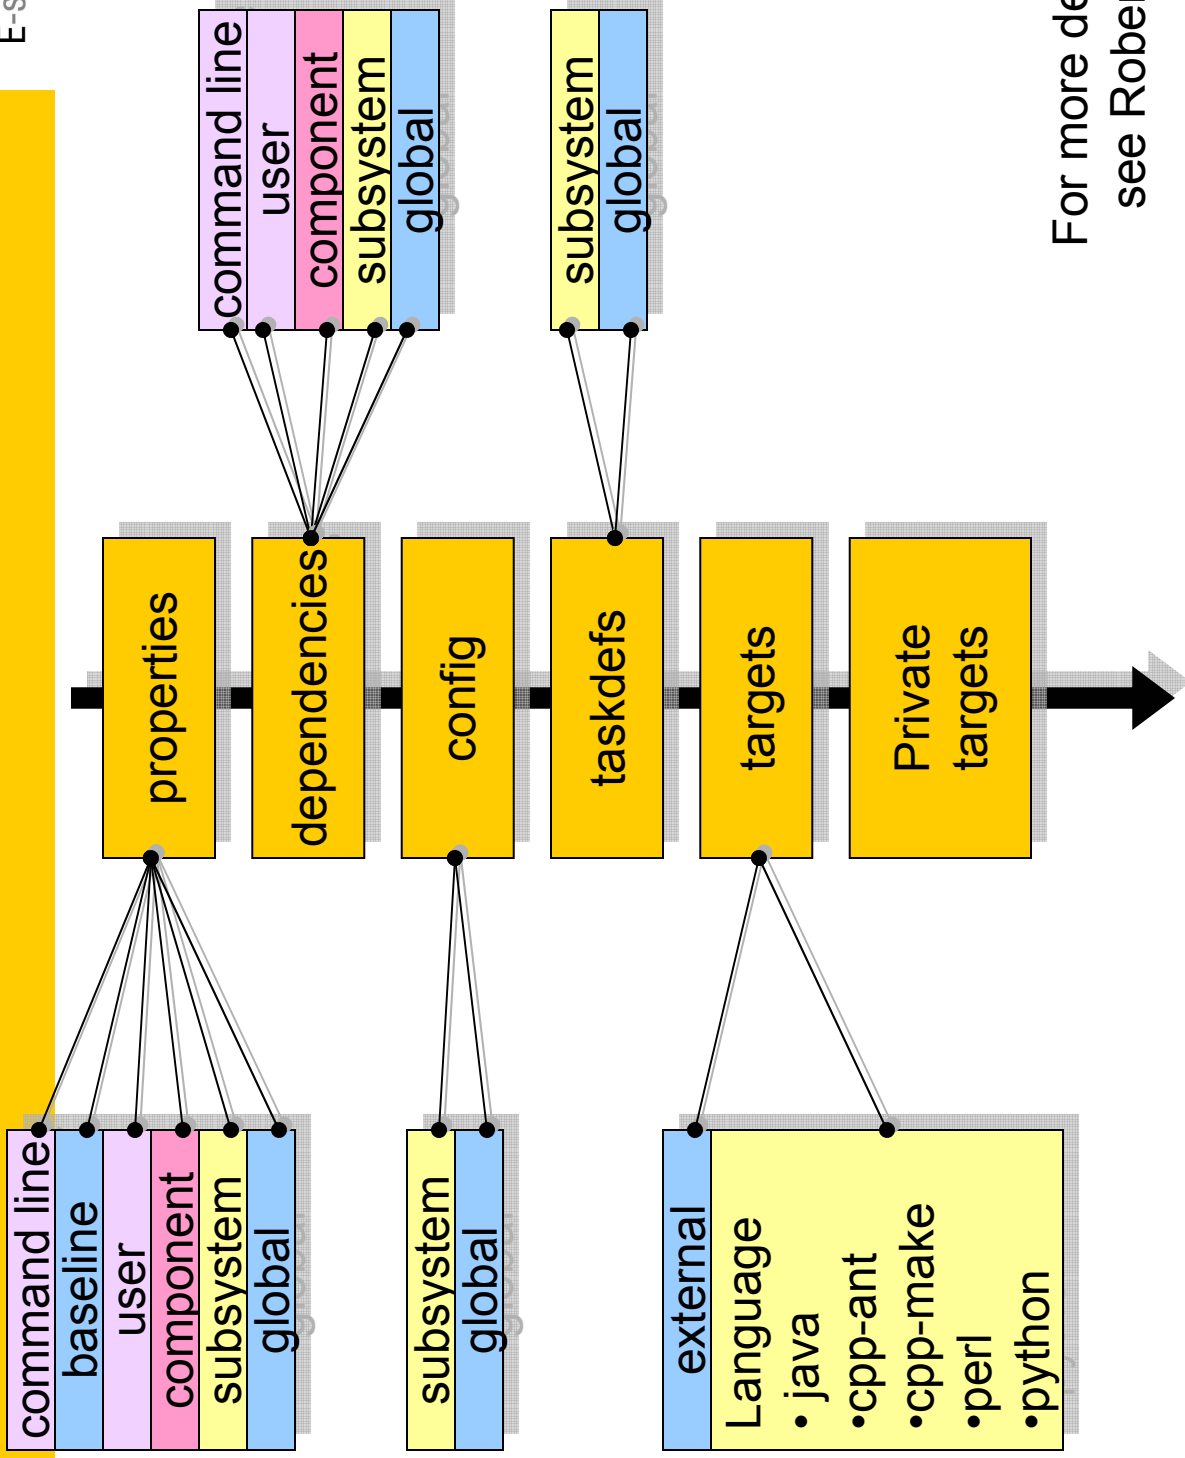 E-s
command line
baseline
user
component
subsystem
global
subsystem
global
external
Language
• java
•cpp-ant
•cpp-make
•perl
•python
properties
dependencies
config
taskdefs
targets
Private
targets
command line
user
component
subsystem
global
subsystem
global
For more de
see Rober